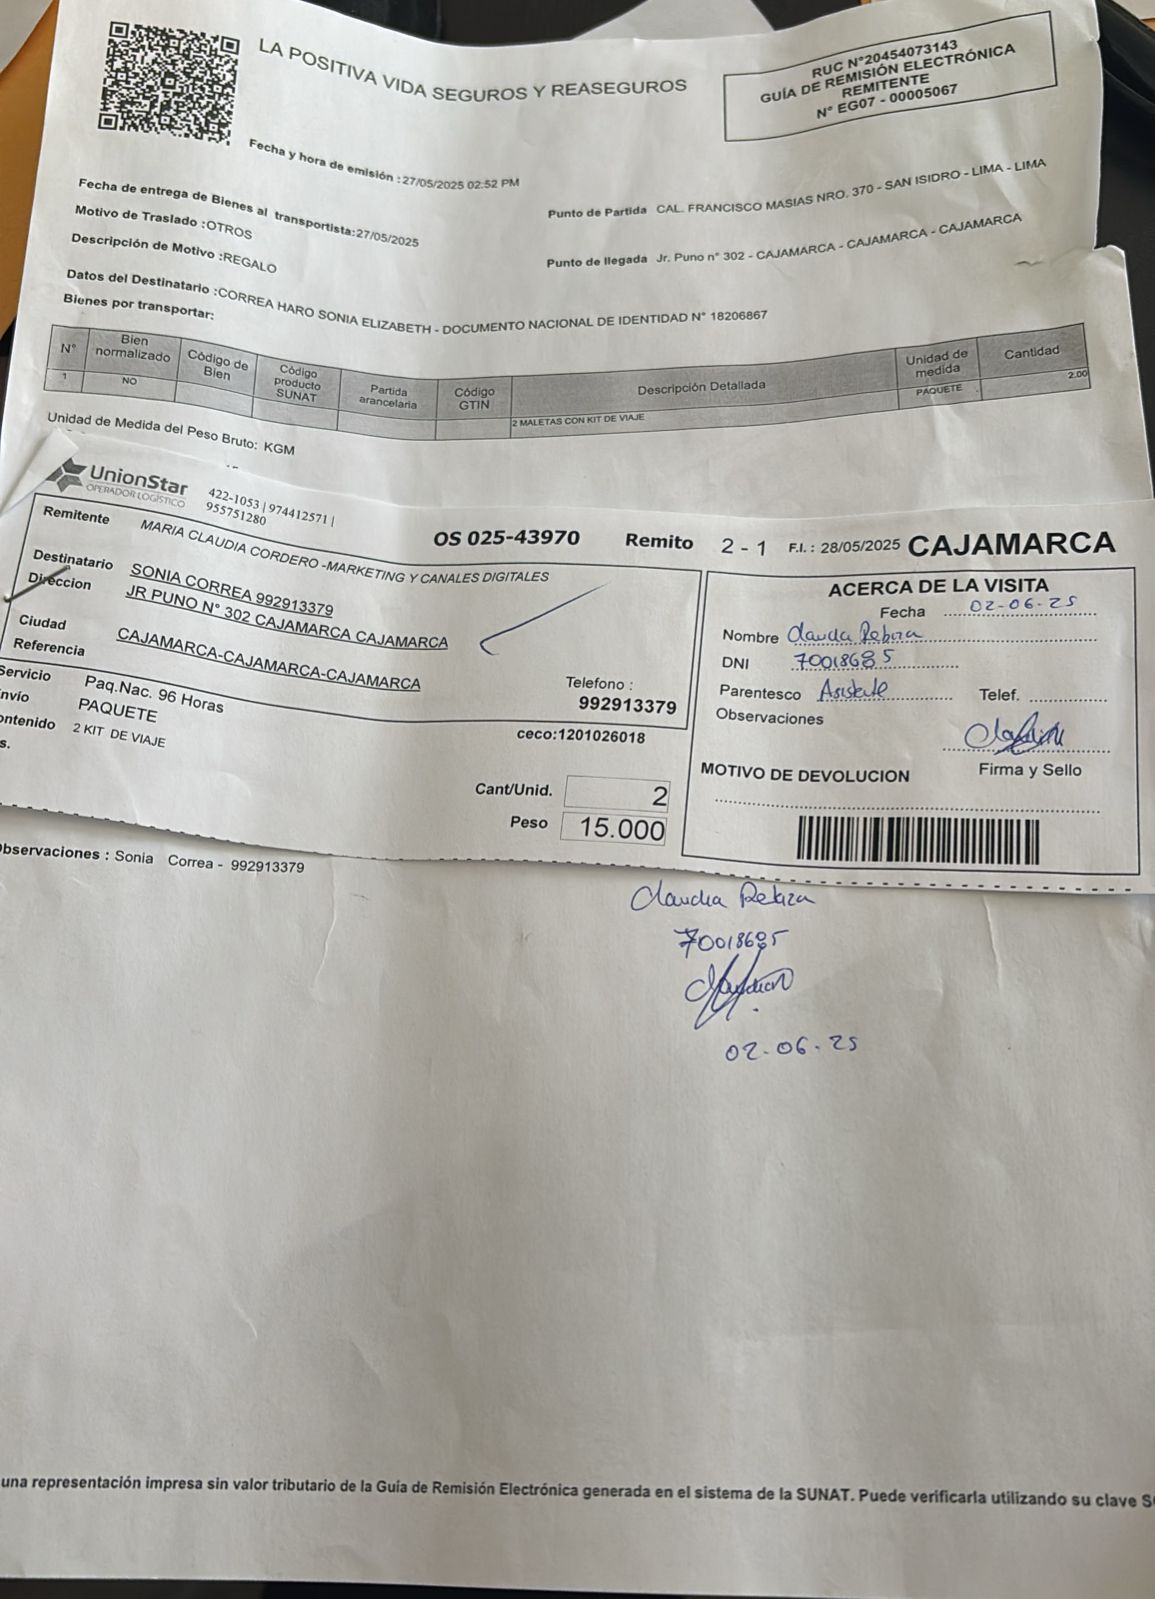 LA POSITIVA VIDA SEGUROS Y REASEGUROS
RUC N°20454073143
GUÍA DE REMISIÓN ELECTRÓNICA
REMITENTE
N° EG07 - 00005067
Fecha y hora de emisión :27/05/2025 02:52 PM
Fecha de entrega de Bienes al transportista:27/05/2025
Motivo de Traslado :OTROS
Descripción de Motivo :REGALO
Punto de Partida CAL. FRANCISCO MASIAS NRO. 370 - SAN ISIDRO - LIMA - LIMA
Punto de llegada Jr. Puno n° 302 - CAJAMARCA - CAJAMARCA - CAJAMARCA
Datos del Destinatario :CORREA HARO SONIA ELIZABETH - DOCUMENTO NACIONAL DE IDENTIDAD N° 18206867
Bienes por transportar:
N° Bien normalizado Código de Bien Código producto SUNAT Partida arancelaria Código GTIN Descripción Detallada Unidad de medida Cantidad
1 NO 2 MALETAS CON KIT DE VIAJE PAQUETE 2.00
Unidad de Medida del Peso Bruto: KGM
UnionStar
OPERADOR LOGÍSTICO
422-1053 | 974412571 |
955751280
OS 025-43970 Remito 2 - 1 F.I.: 28/05/2025 CAJAMARCA
Remitente MARIA CLAUDIA CORDERO -MARKETING Y CANALES DIGITALES
Destinatario SONIA CORREA 992913379
Direccion JR PUNO N° 302 CAJAMARCA CAJAMARCA
Ciudad CAJAMARCA-CAJAMARCA-CAJAMARCA
Referencia
Telefono :
992913379
Servicio Paq.Nac. 96 Horas
nvío PAQUETE
ontenido 2 KIT DE VIAJE
s.
ceco:1201026018
Cant/Unid. 2
Peso 15.000
ACERCA DE LA VISITA
Fecha 02-06-25
Nombre Claudia
DNI 70018685
Parentesco Asistente Telef.
Observaciones
Firma y Sello
MOTIVO DE DEVOLUCION
Observaciones : Sonia Correa - 992913379
Claudia
70018685
02-06-25
una representación impresa sin valor tributario de la Guía de Remisión Electrónica generada en el sistema de la SUNAT. Puede verificarla utilizando su clave SO